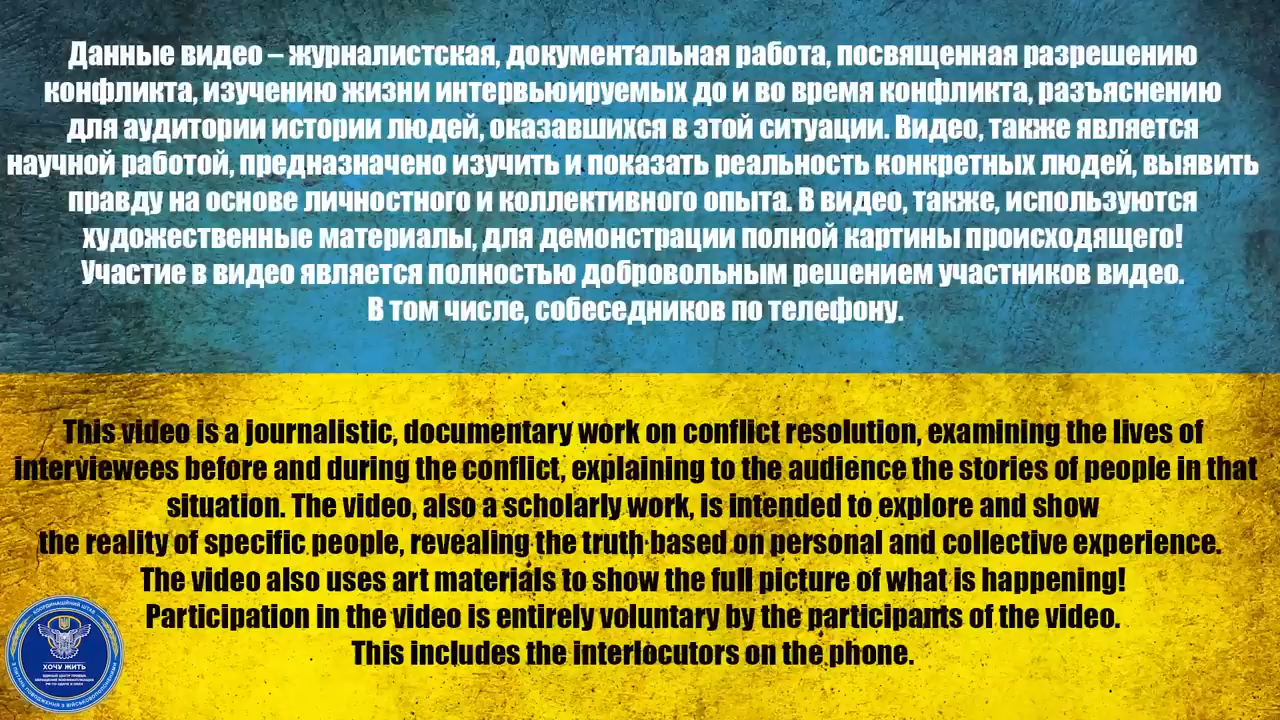 Данные видео – журналистская, документальная работа, посвященная разрешению
конфликта, изучению жизни интервьюируемых до и во время конфликта, разъяснению
для аудитории истории людей, оказавшихся в этой ситуации. Видео, также является
научной работой, предназначено изучить и показать реальность конкретных людей, выявить
правду на основе личностного и коллективного опыта. В видео, также, используются
художественные материалы, для демонстрации полной картины происходящего!
Участие в видео является полностью добровольным решением участников видео.
В том числе, собеседников по телефону.
This video is a journalistic, documentary work on conflict resolution, examining the lives of
interviewees before and during the conflict, explaining to the audience the stories of people in that
situation. The video, also a scholarly work, is intended to explore and show
the reality of specific people, revealing the truth based on personal and collective experience.
The video also uses art materials to show the full picture of what is happening!
Participation in the video is entirely voluntary by the participants of the video.
This includes the interlocutors on the phone.
КООРДИНАЦІЙНИЙ ШТАБ
ХОЧУ ЖИТЬ